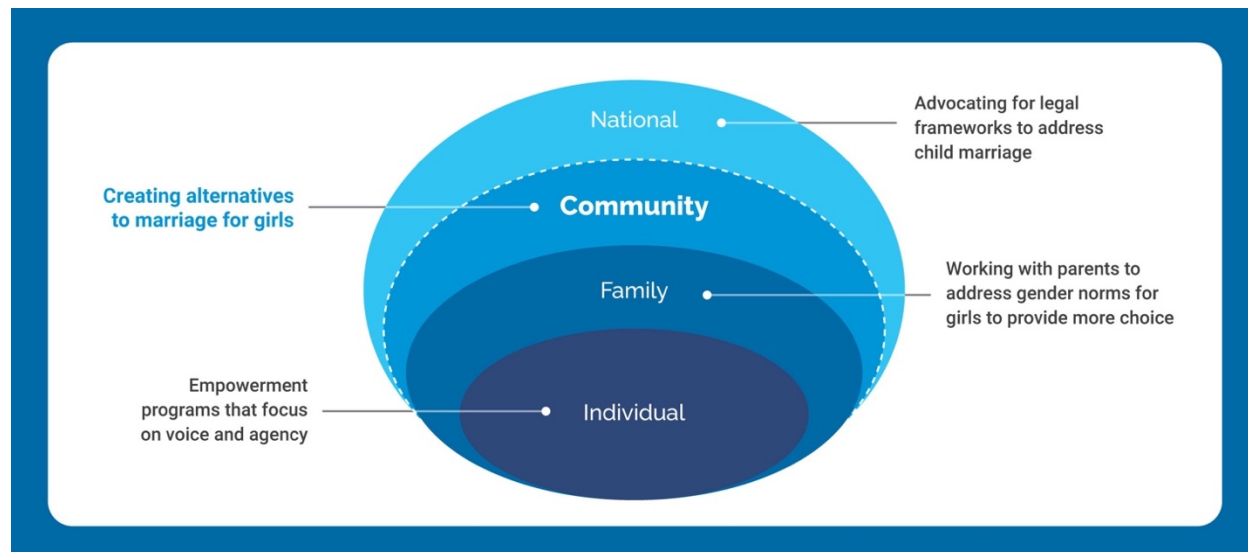 National
Advocating for legal
frameworks to address
child marriage
Creating alternatives
to marriage for girls
Community
Family
Working with parents to
address gender norms for
girls to provide more choice
Empowerment
programs that focus
on voice and agency
Individual